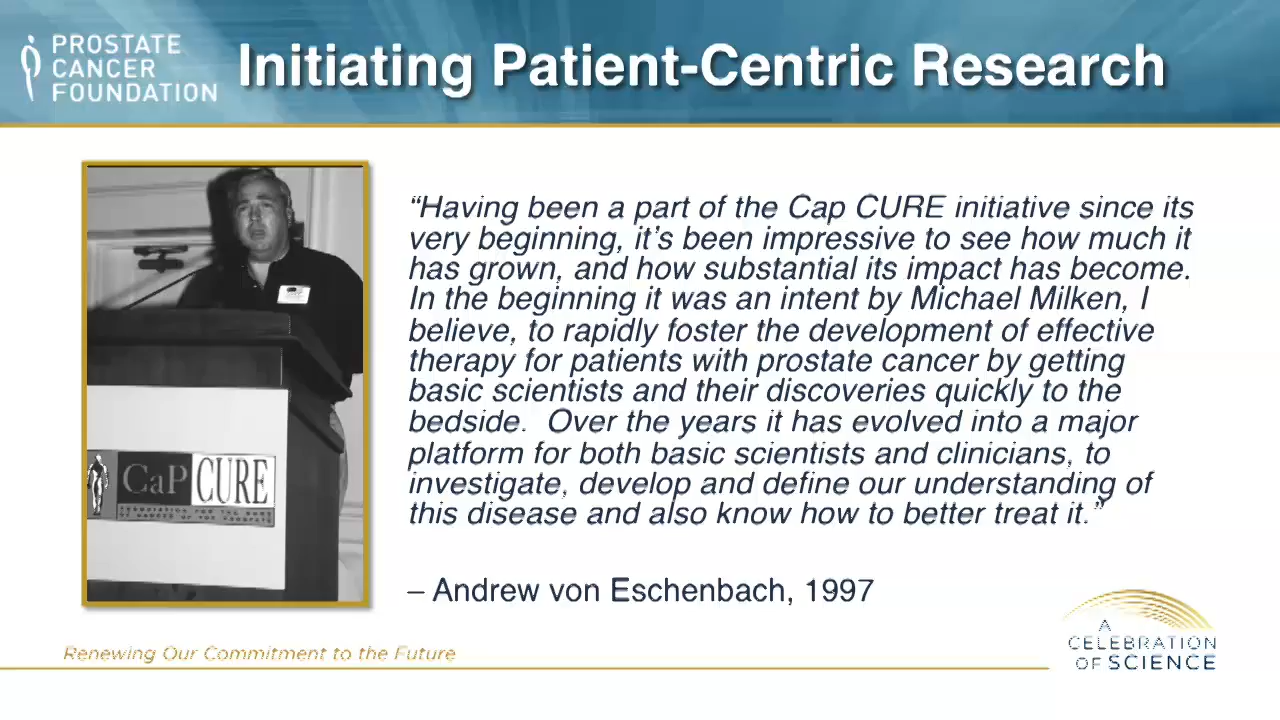 PROSTATE
CANCER
FOUNDATION
Initiating Patient-Centric Research
“Having been a part of the Cap CURE initiative since its
very beginning, it’s been impressive to see how much it
has grown, and how substantial its impact has become.
In the beginning it was an intent by Michael Milken, I
believe, to rapidly foster the development of effective
therapy for patients with prostate cancer by getting
basic scientists and their discoveries quickly to the
bedside.  Over the years it has evolved into a major
platform for both basic scientists and clinicians, to
investigate, develop and define our understanding of
this disease and also know how to better treat it.”
– Andrew von Eschenbach, 1997
CaP CURE
Renewing Our Commitment to the Future
A
CELEBRATION
OF SCIENCE